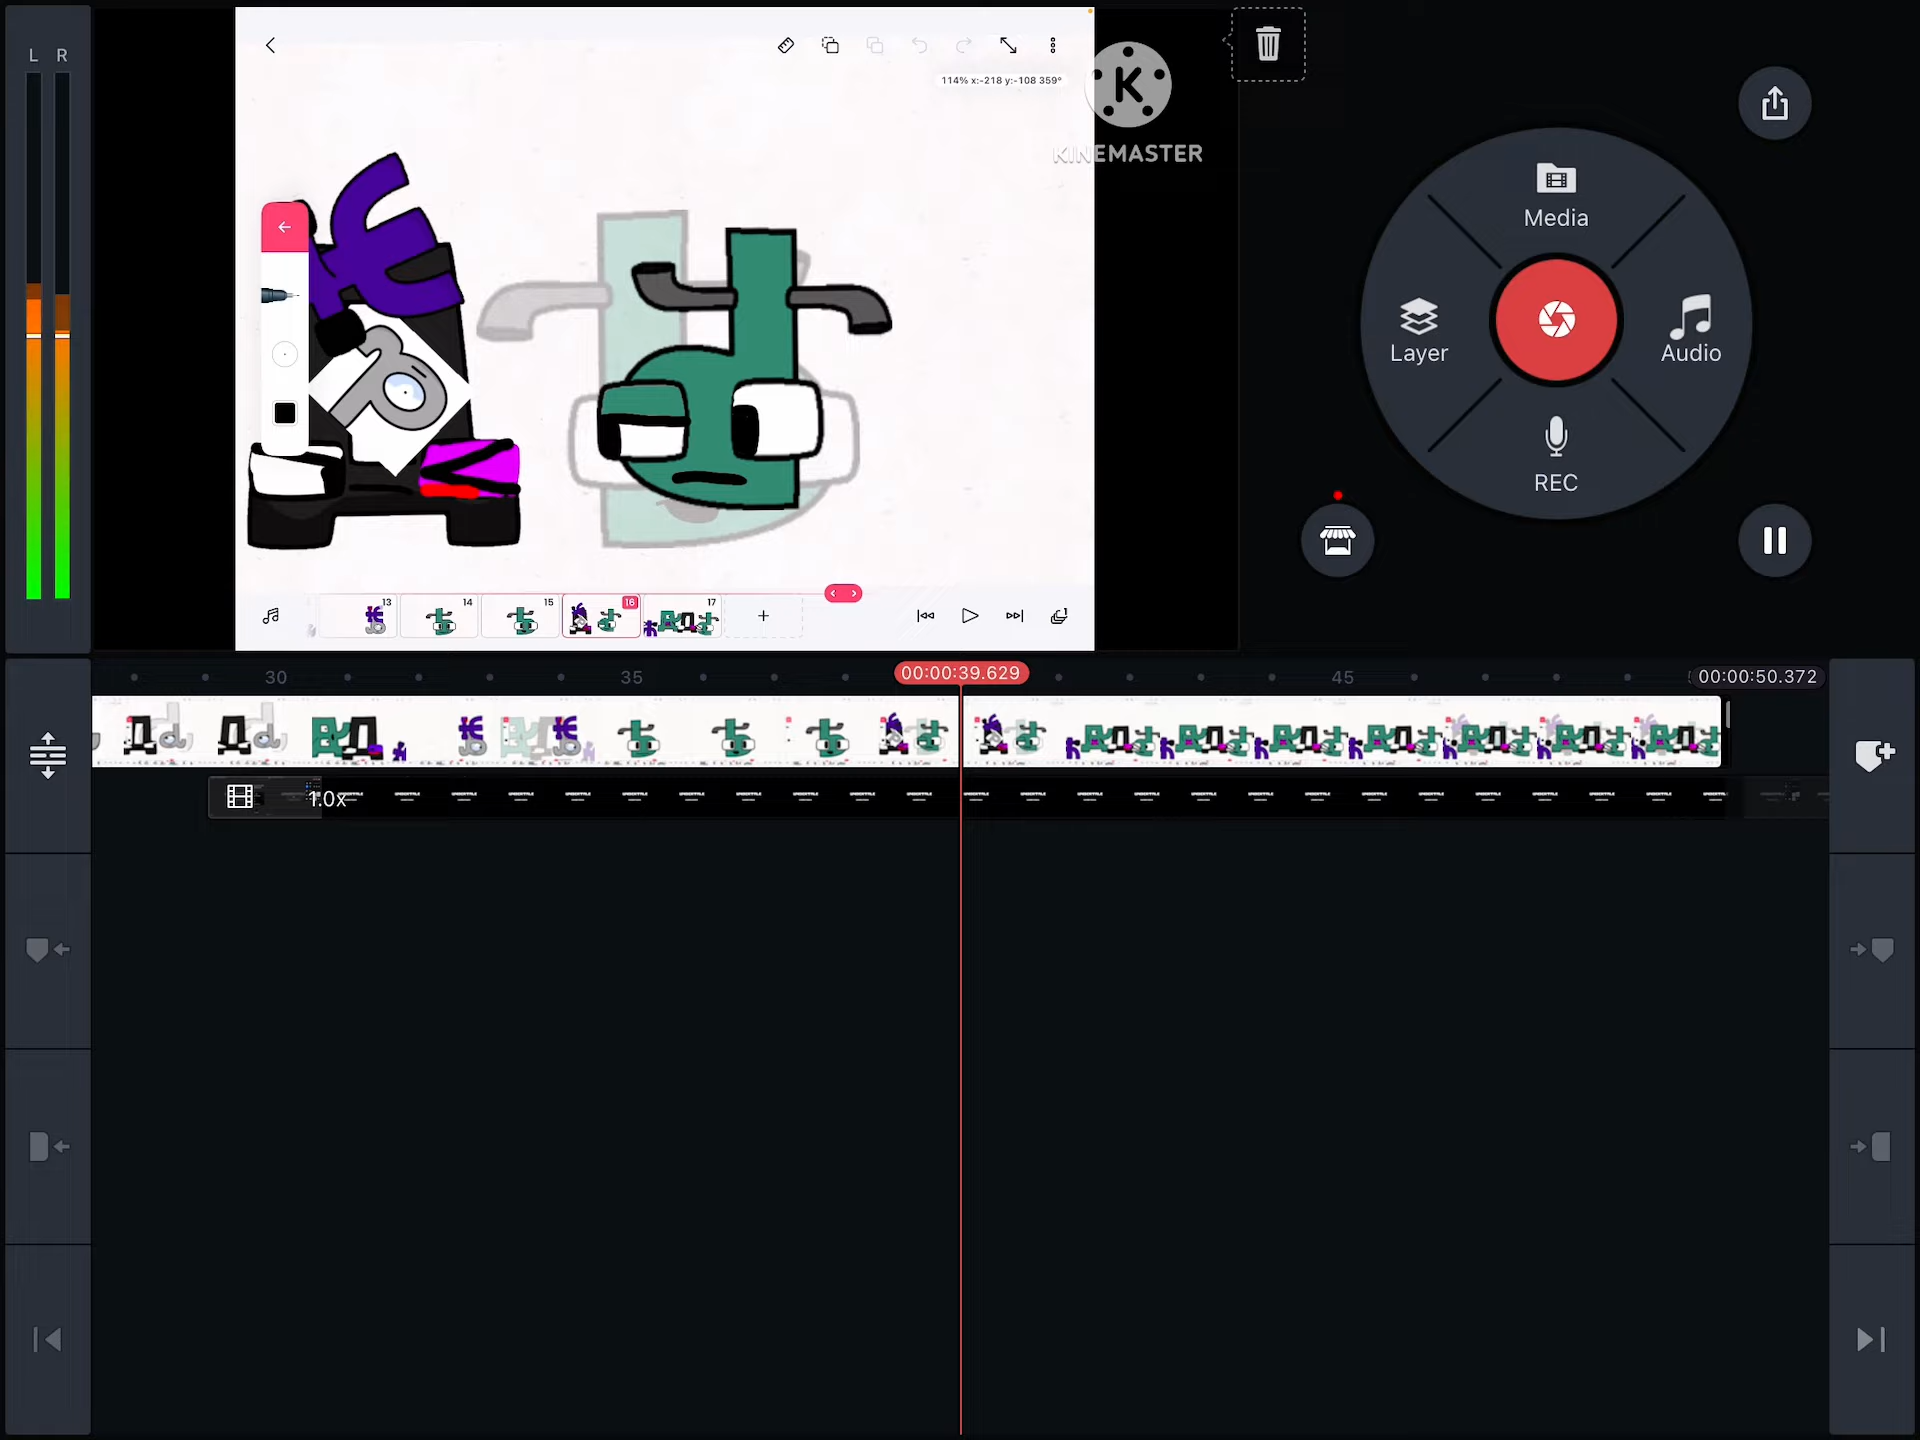 L R
114% x:-218 y:-108 359°
K
KINEMASTER
Media
Layer
Audio
REC
13 14 15 16 17
30 35 00:00:39.629 45 00:00:50.372
1.0x